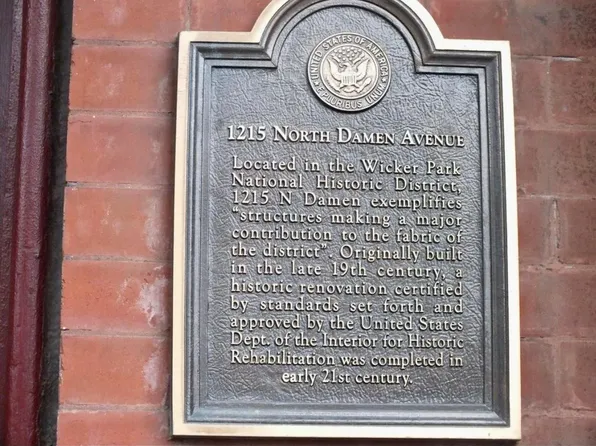 UNITED STATES OF AMERICA
PLURIBUS UNUM
1215 NORTH DAMEN AVENUE
Located in the Wicker Park
National Historic District,
1215 N Damen exemplifies
"structures making a major
contribution to the fabric of
the district". Originally built
in the late 19th century, a
historic renovation certified
by standards set forth and
approved by the United States
Dept. of the Interior for Historic
Rehabilitation was completed in
early 21st century.